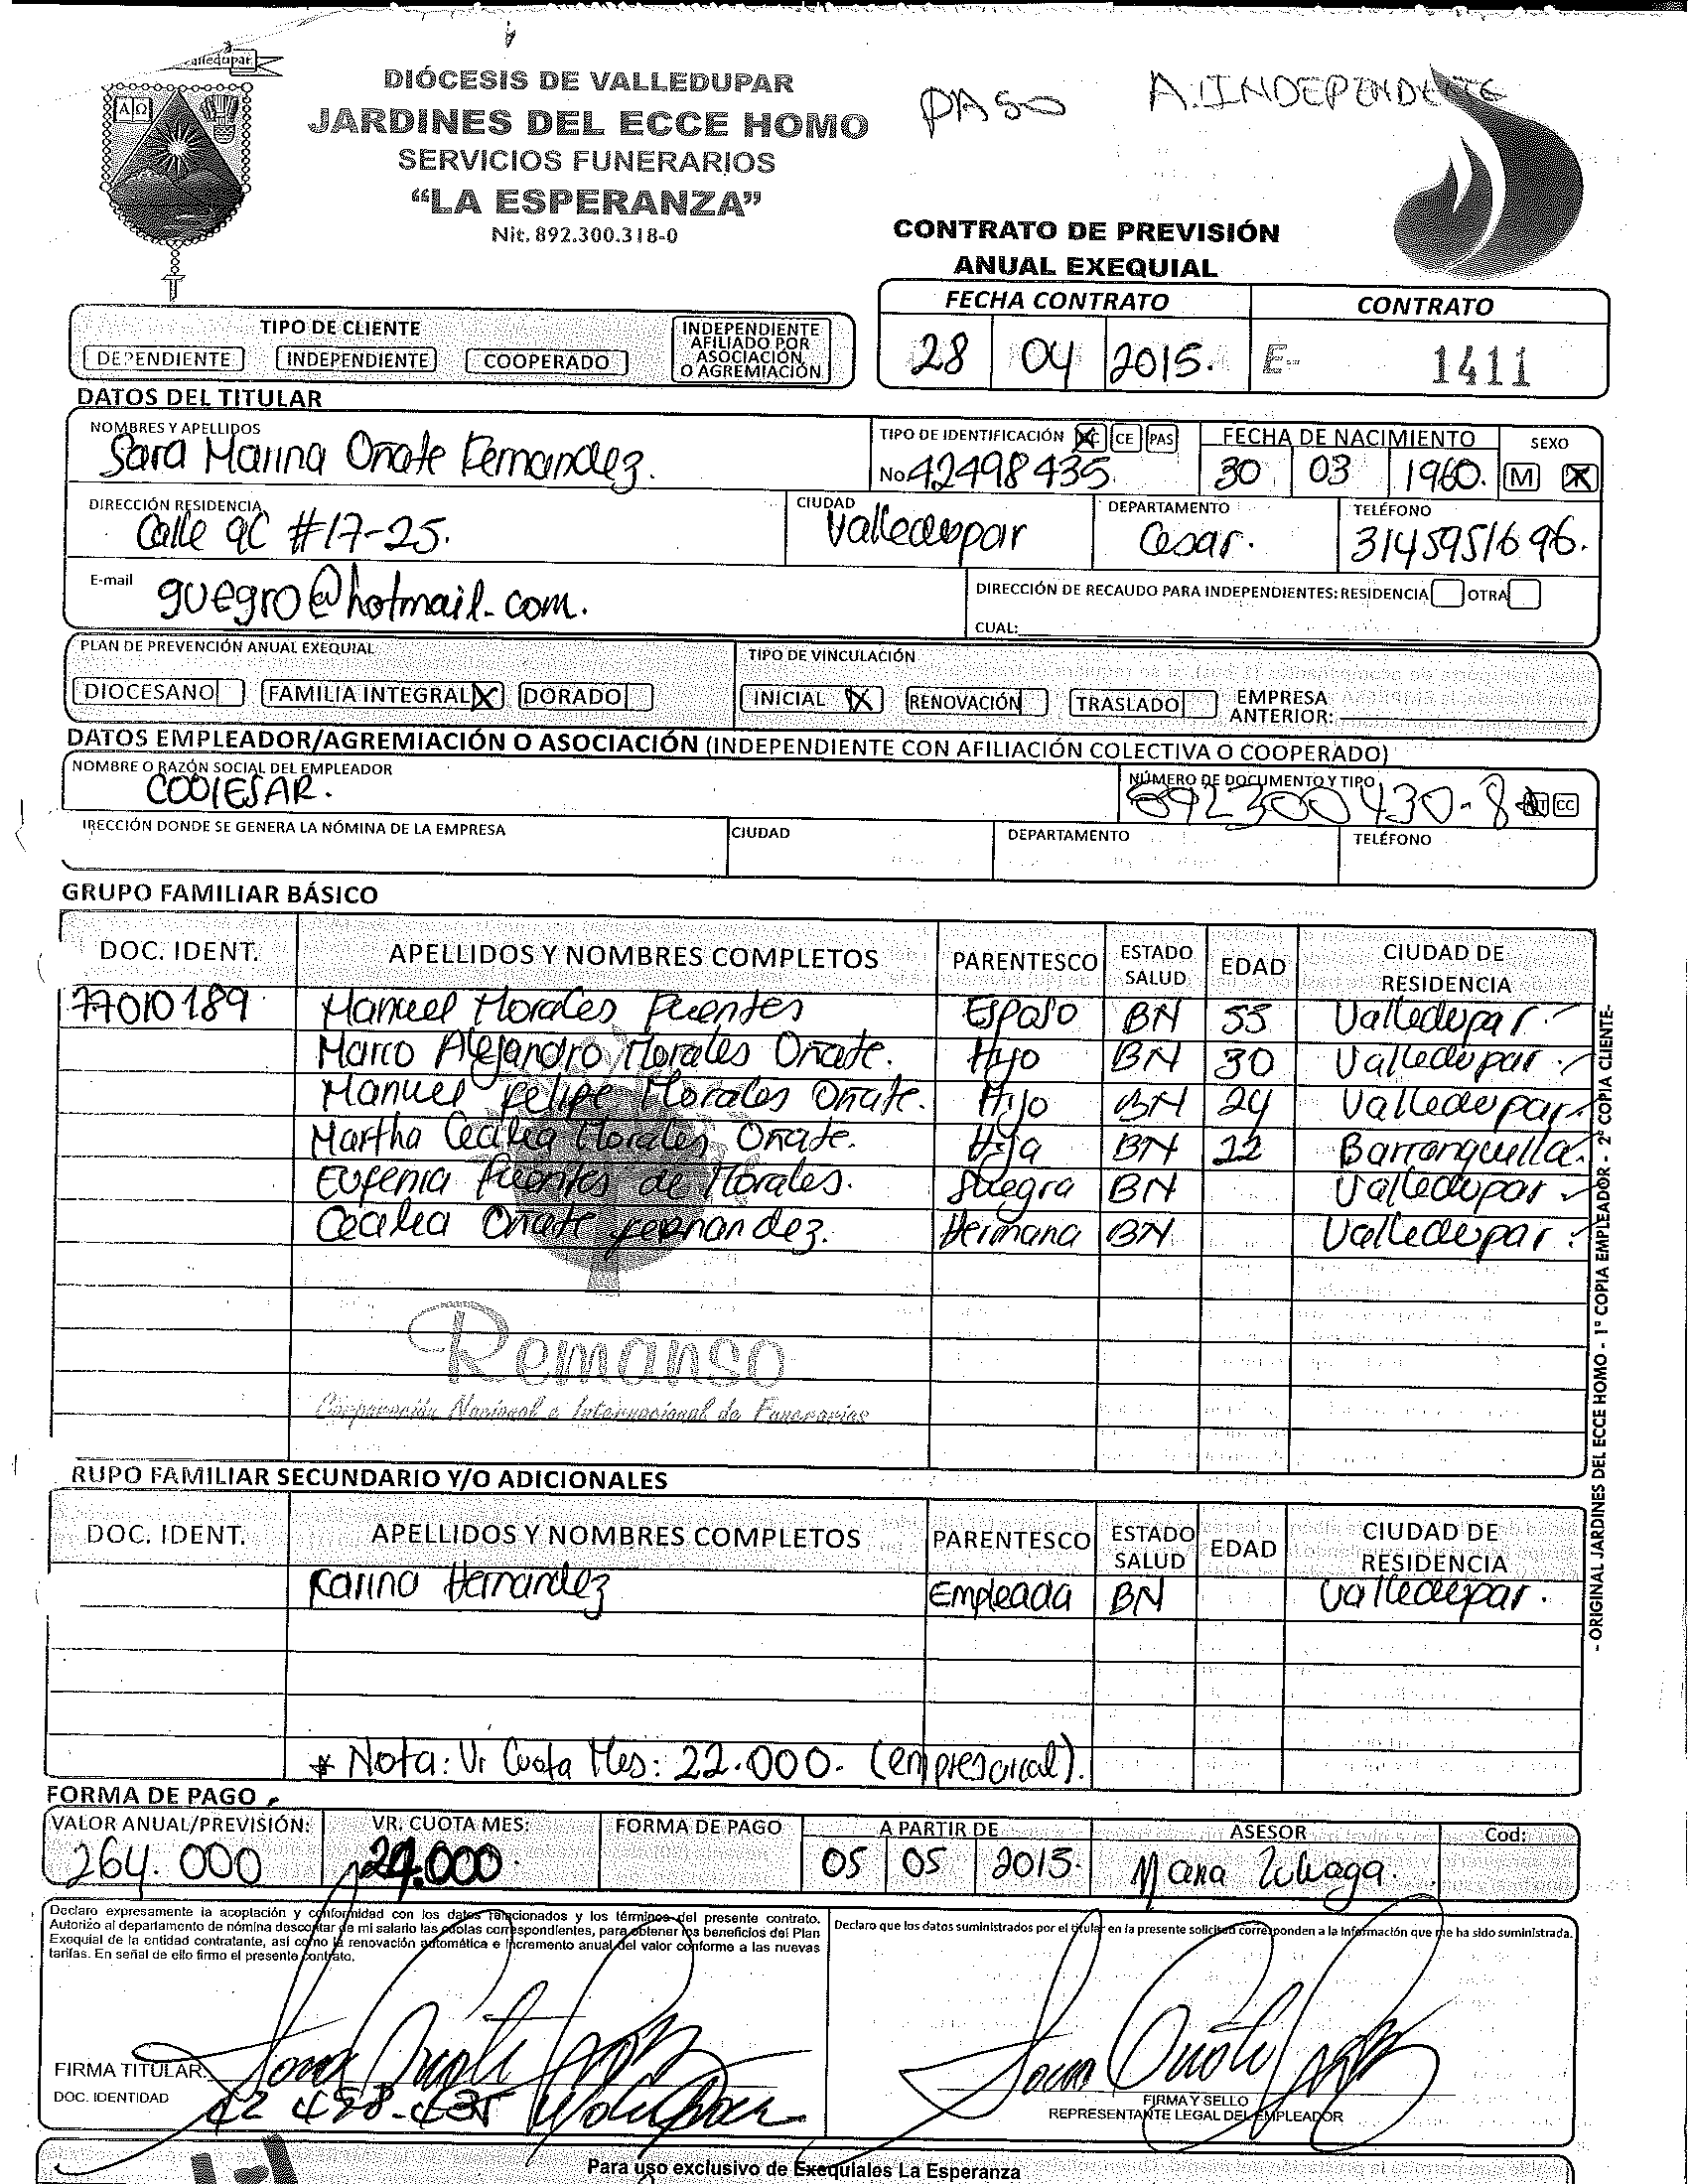 Valledupar
DIÓCESIS DE VALLEDUPAR
JARDINES DEL ECCE HOMO
SERVICIOS FUNERARIOS
“LA ESPERANZA”
Nit. 892.300.318-0
PASO A. INDEPENDENTE
CONTRATO DE PREVISIÓN
ANUAL EXEQUIAL
TIPO DE CLIENTE
DEPENDIENTE INDEPENDIENTE COOPERADO
INDEPENDIENTE
AFILIADO POR
ASOCIACIÓN
O AGREMIACIÓN
FECHA CONTRATO CONTRATO
28 04 2015. E- 1411
DATOS DEL TITULAR
NOMBRES Y APELLIDOS TIPO DE IDENTIFICACIÓN CC CE PAS FECHA DE NACIMIENTO SEXO
Sara Marina Oñate Fernandez. No. 42498435 30 03 1960. M X
DIRECCIÓN RESIDENCIA CIUDAD DEPARTAMENTO TELÉFONO
Calle 9C #17-25. Valledupar Cesar. 3145951696.
E-mail guegro@hotmail.com.
DIRECCIÓN DE RECAUDO PARA INDEPENDIENTES: RESIDENCIA OTRA
CUAL:
PLAN DE PREVENCIÓN ANUAL EXEQUIAL TIPO DE VINCULACIÓN
DIOCESANO FAMILIA INTEGRAL X DORADO INICIAL X RENOVACIÓN TRASLADO EMPRESA
ANTERIOR:
DATOS EMPLEADOR/AGREMIACIÓN O ASOCIACIÓN (INDEPENDIENTE CON AFILIACIÓN COLECTIVA O COOPERADO)
NOMBRE O RAZÓN SOCIAL DEL EMPLEADOR NÚMERO DE DOCUMENTO Y TIPO
COOIESAR. 892300430-8 NIT CC
IRECCIÓN DONDE SE GENERA LA NÓMINA DE LA EMPRESA CIUDAD DEPARTAMENTO TELÉFONO
GRUPO FAMILIAR BÁSICO
DOC. IDENT. APELLIDOS Y NOMBRES COMPLETOS PARENTESCO ESTADO SALUD EDAD CIUDAD DE RESIDENCIA
77010189 Manuel Morales Fuentes Esposo BN 55 Valledupar.
Marco Alejandro Morales Oñate. Hijo BN 30 Valledupar.
Manuel Felipe Morales Oñate. Hijo BN 24 Valledupar
Martha Cecilia Morales Oñate. Hija BN 22 Barranquilla.
Eufenia Fuentes de Morales. Suegra BN Valledupar
Cecilia Oñate Fernandez. Hermana BN Valledupar.
Remanso
Corporación Nacional e Internacional de Funerarias
RUPO FAMILIAR SECUNDARIO Y/O ADICIONALES
DOC. IDENT. APELLIDOS Y NOMBRES COMPLETOS PARENTESCO ESTADO SALUD EDAD CIUDAD DE RESIDENCIA
Karina Hernandez Empleada BN Valledupar.
* Nota: Vr Cuota Mes: 22.000. (empresarial).
FORMA DE PAGO
VALOR ANUAL/PREVISIÓN: VR. CUOTA MES: FORMA DE PAGO A PARTIR DE ASESOR Cod:
264.000 24.000. 05 05 2015. Maria Zuluaga.
Declaro expresamente la aceptación y conformidad con los datos relacionados y los términos del presente contrato.
Autorizo al departamento de nómina descontar de mi salario las cuotas correspondientes, para obtener los beneficios del Plan
Exequial de la entidad contratante, así como la renovación automática e incremento anual del valor conforme a las nuevas
tarifas. En señal de ello firmo el presente contrato.
Declaro que los datos suministrados por el titular en la presente solicitud corresponden a la información que me ha sido suministrada.
FIRMA TITULAR.
DOC. IDENTIDAD 42 498.435 Valledupar
FIRMA Y SELLO
REPRESENTANTE LEGAL DEL EMPLEADOR
Para uso exclusivo de Exequiales La Esperanza
- ORIGINAL JARDINES DEL ECCE HOMO - 1ª COPIA EMPLEADOR - 2ª COPIA CLIENTE-